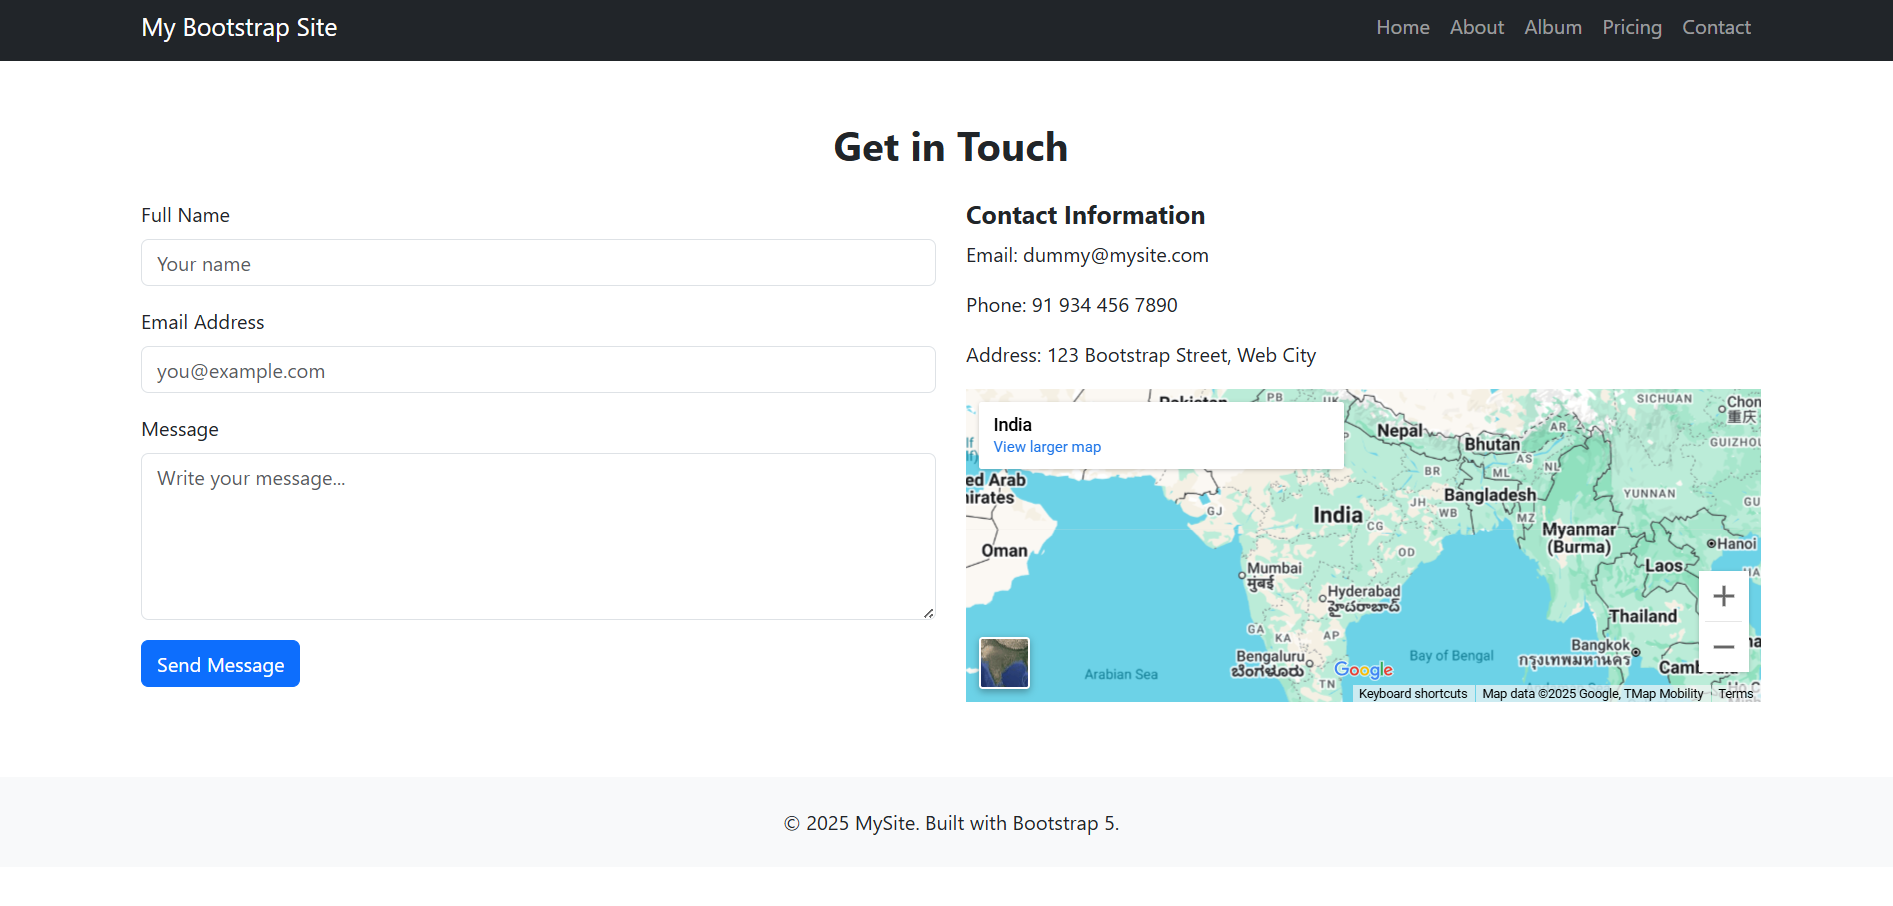 My Bootstrap Site
Home About Album Pricing Contact
Get in Touch
Full Name
Your name
Email Address
you@example.com
Message
Write your message...
Send Message
Contact Information
Email: dummy@mysite.com
Phone: 91 934 456 7890
Address: 123 Bootstrap Street, Web City
India
View larger map
PB
UK
SICHUAN
Chon
重庆
Nepal
AR
Bhutan
GUIZHOU
AS
NL
BR
ML
ed Arab
irates
Bangladesh
YUNNAN
GU
GJ
India
JH
WB
CG
MZ
Myanmar
(Burma)
Oman
OD
Hanoi
Laos
Mumbai
मुंबई
Hyderabad
హైదరాబాద్
Thailand
GA
KA
AP
Bengaluru
ಬೆಂಗಳೂರು
Bangkok
กรุงเทพมหานคร
Arabian Sea
TN
Google
Bay of Bengal
Keyboard shortcuts
Map data ©2025 Google, TMap Mobility
Terms
© 2025 MySite. Built with Bootstrap 5.